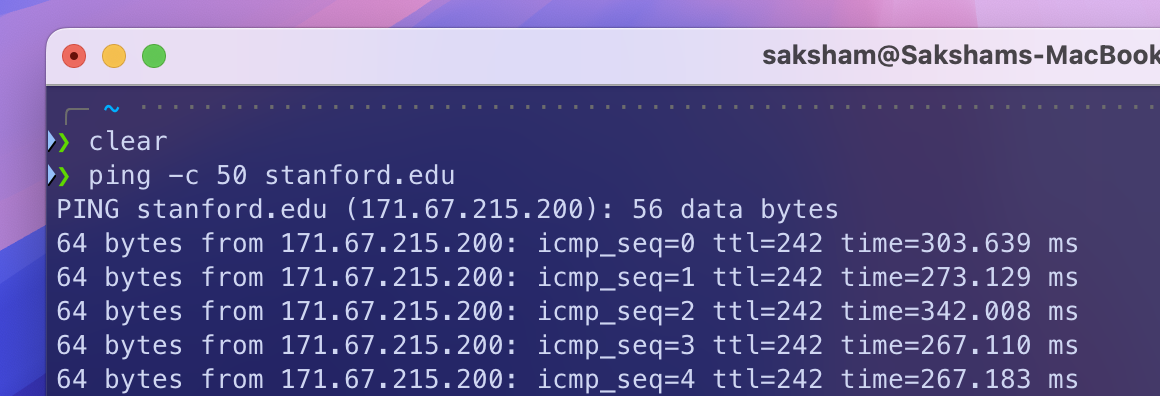 saksham@Sakshams-MacBook
~
❯ clear
❯ ping -c 50 stanford.edu
PING stanford.edu (171.67.215.200): 56 data bytes
64 bytes from 171.67.215.200: icmp_seq=0 ttl=242 time=303.639 ms
64 bytes from 171.67.215.200: icmp_seq=1 ttl=242 time=273.129 ms
64 bytes from 171.67.215.200: icmp_seq=2 ttl=242 time=342.008 ms
64 bytes from 171.67.215.200: icmp_seq=3 ttl=242 time=267.110 ms
64 bytes from 171.67.215.200: icmp_seq=4 ttl=242 time=267.183 ms